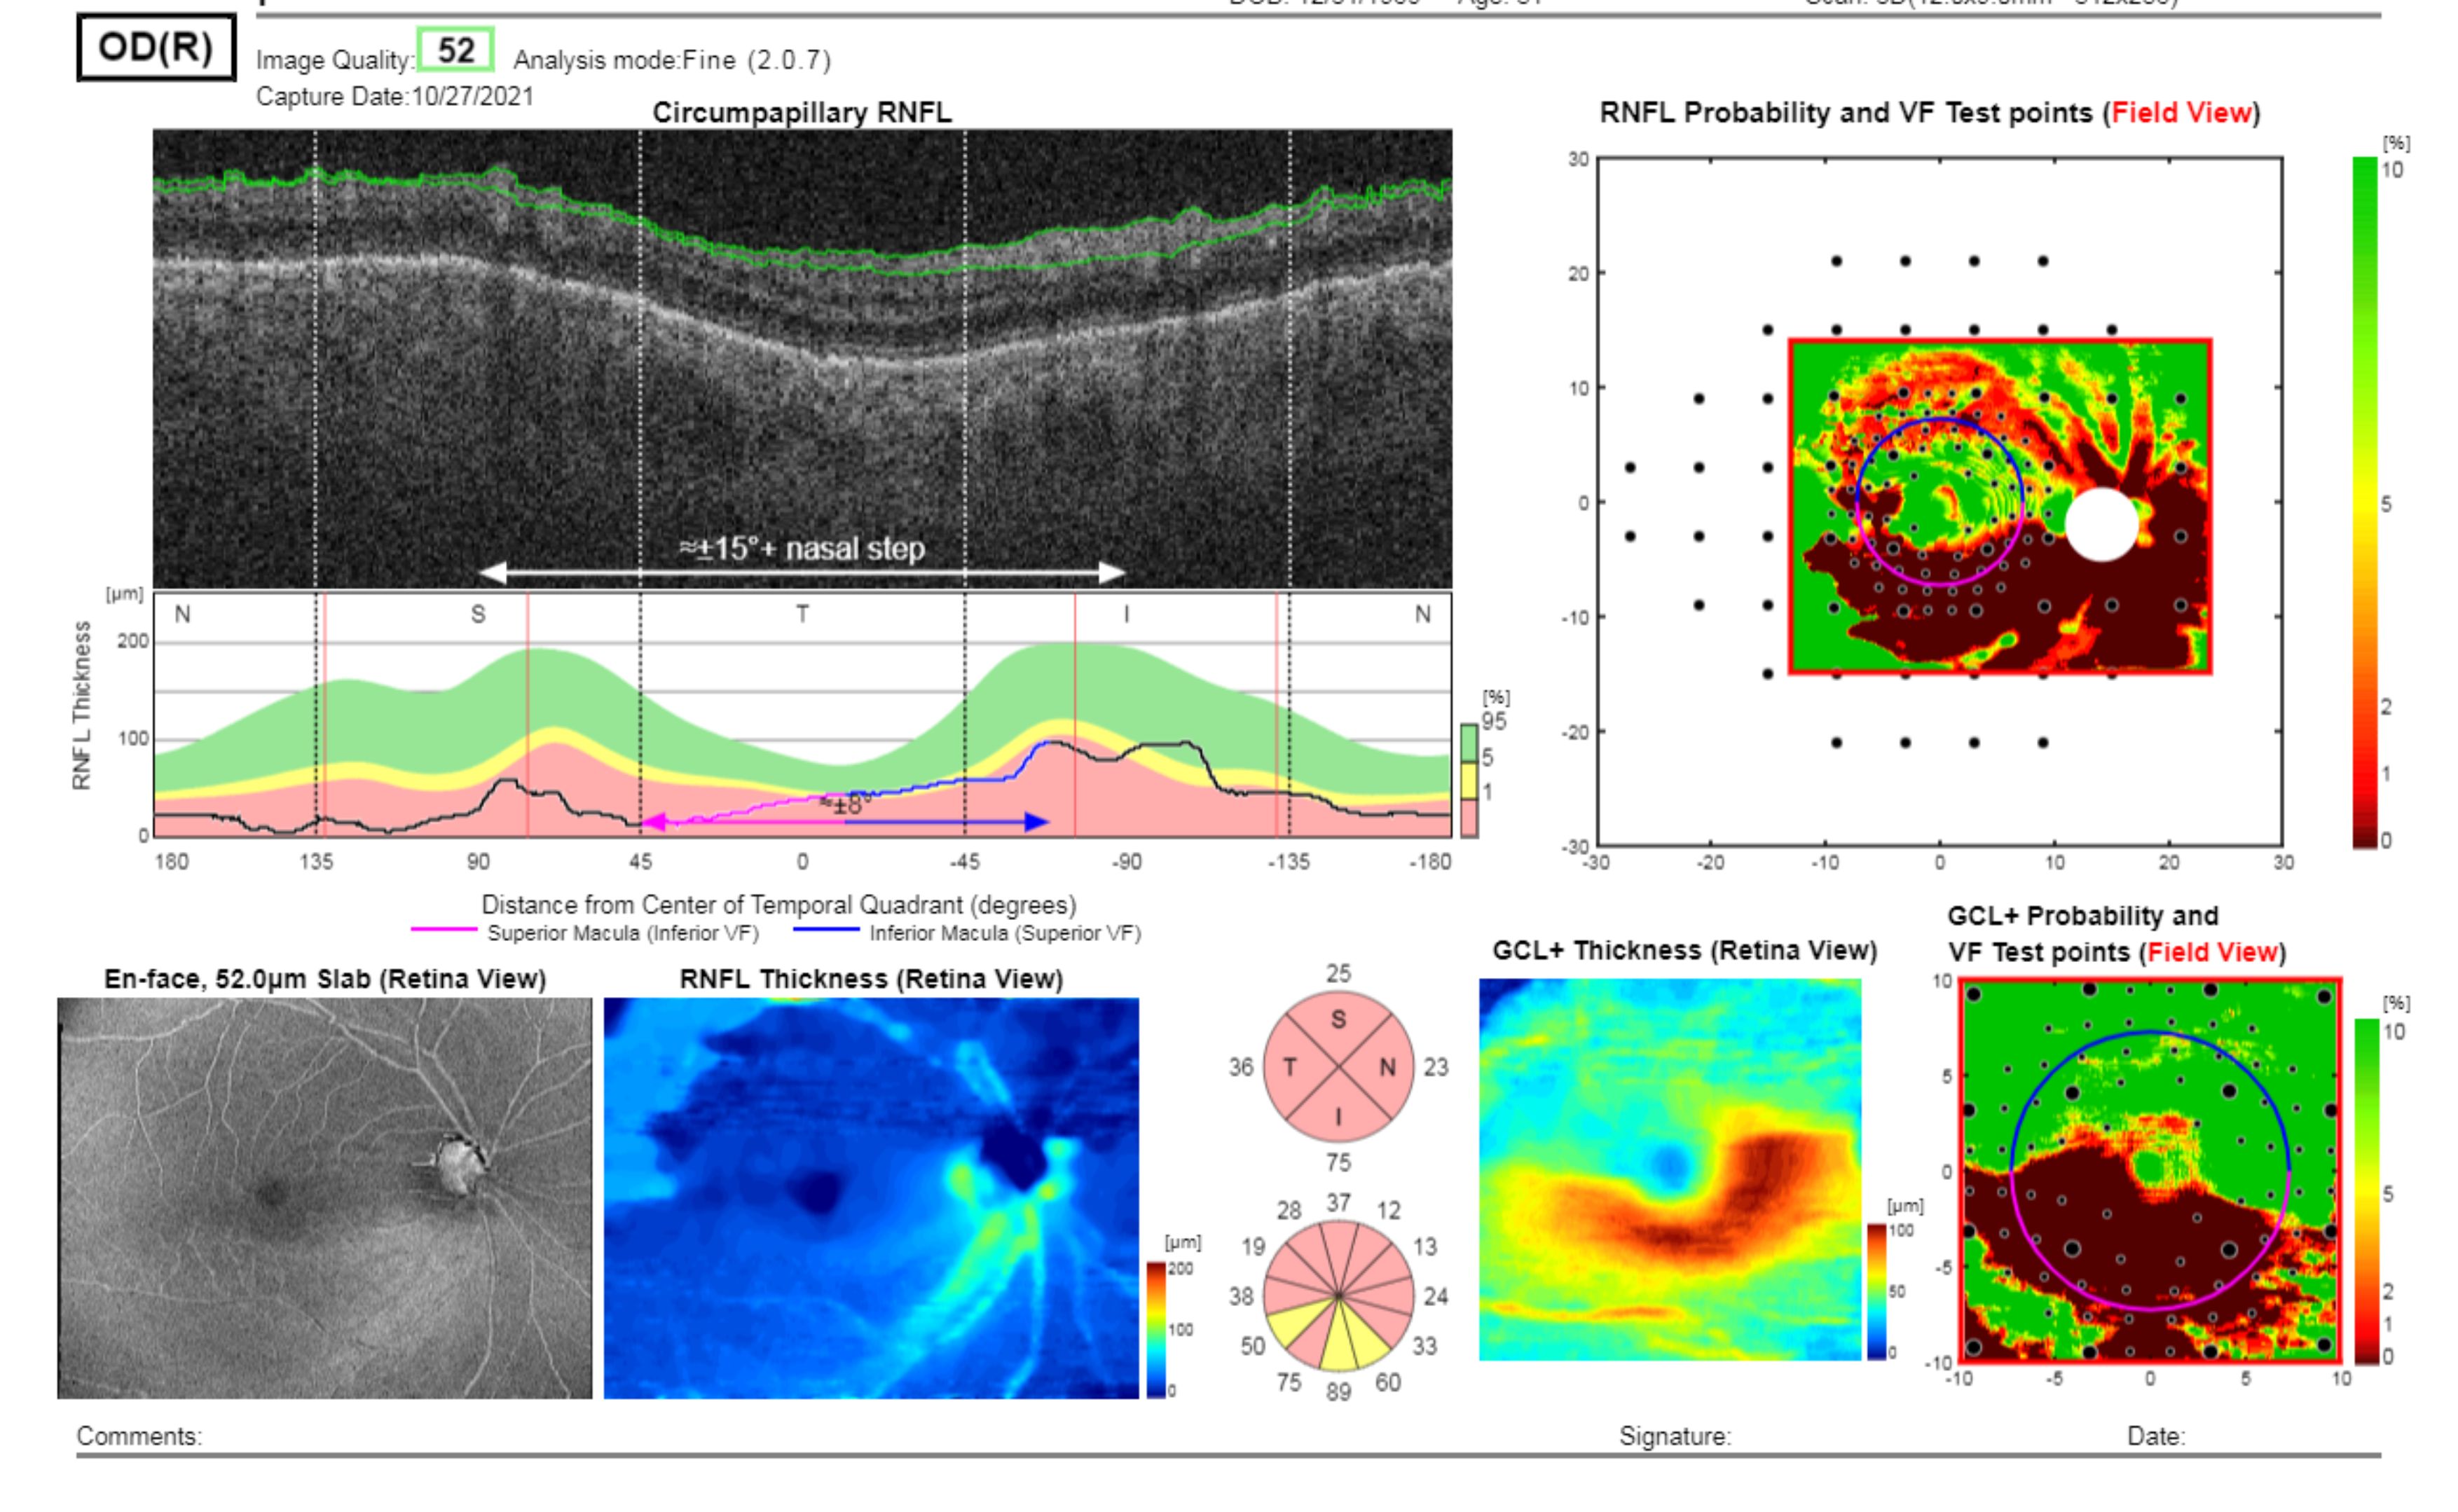 OD(R)
Image Quality: 52 Analysis mode:Fine (2.0.7)
Capture Date:10/27/2021
Circumpapillary RNFL
≈±15°+ nasal step
[µm]
N S T I N
RNFL Thickness
200
100
0
≈±8°
180 135 90 45 0 -45 -90 -135 -180
Distance from Center of Temporal Quadrant (degrees)
Superior Macula (Inferior VF) Inferior Macula (Superior VF)
[%]
95
5
1
RNFL Probability and VF Test points (Field View)
30
20
10
0
-10
-20
-30
-30 -20 -10 0 10 20 30
[%]
10
5
2
1
0
En-face, 52.0µm Slab (Retina View)
RNFL Thickness (Retina View)
[µm]
200
100
0
25
S
36 T N 23
I
75
28 37 12
19 13
38 24
50 33
75 89 60
GCL+ Thickness (Retina View)
[µm]
100
50
0
GCL+ Probability and
VF Test points (Field View)
10
5
0
-5
-10
-10 -5 0 5 10
[%]
10
5
2
1
0
Comments: Signature: Date: